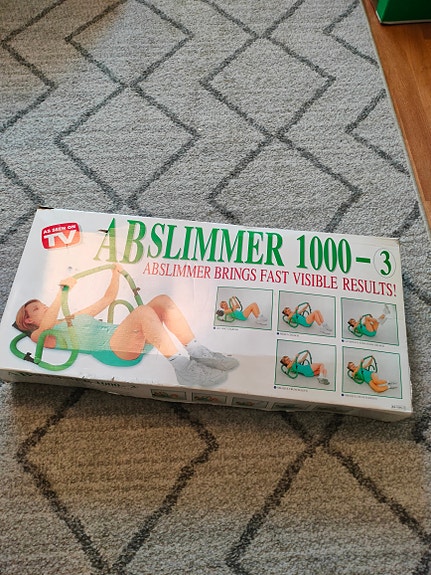 AS SEEN ON
TV
ABSLIMMER 1000-3
ABSLIMMER BRINGS FAST VISIBLE RESULTS!